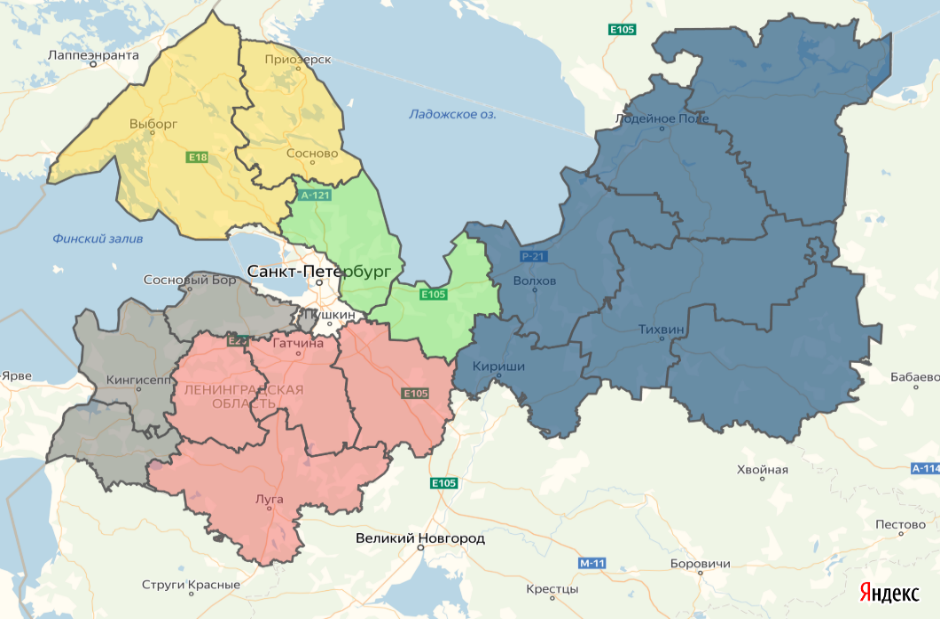 E105
Лаппеэнранта
Приозерск
Ладожское оз.
Лодейное Поле
Выборг
E18
Сосново
А-121
Финский залив
Р-21
Санкт-Петербург
Сосновый Бор
Волхов
E105
Пушкин
Тихвин
Гатчина
Кириши
-Ярве
Кингисепп
Бабаево
ЛЕНИНГРАДСКАЯ
ОБЛАСТЬ
E105
Хвойная
А-114
E105
Луга
Пестово
Великий Новгород
М-11
Боровичи
Струги Красные
Крестцы
Яндекс